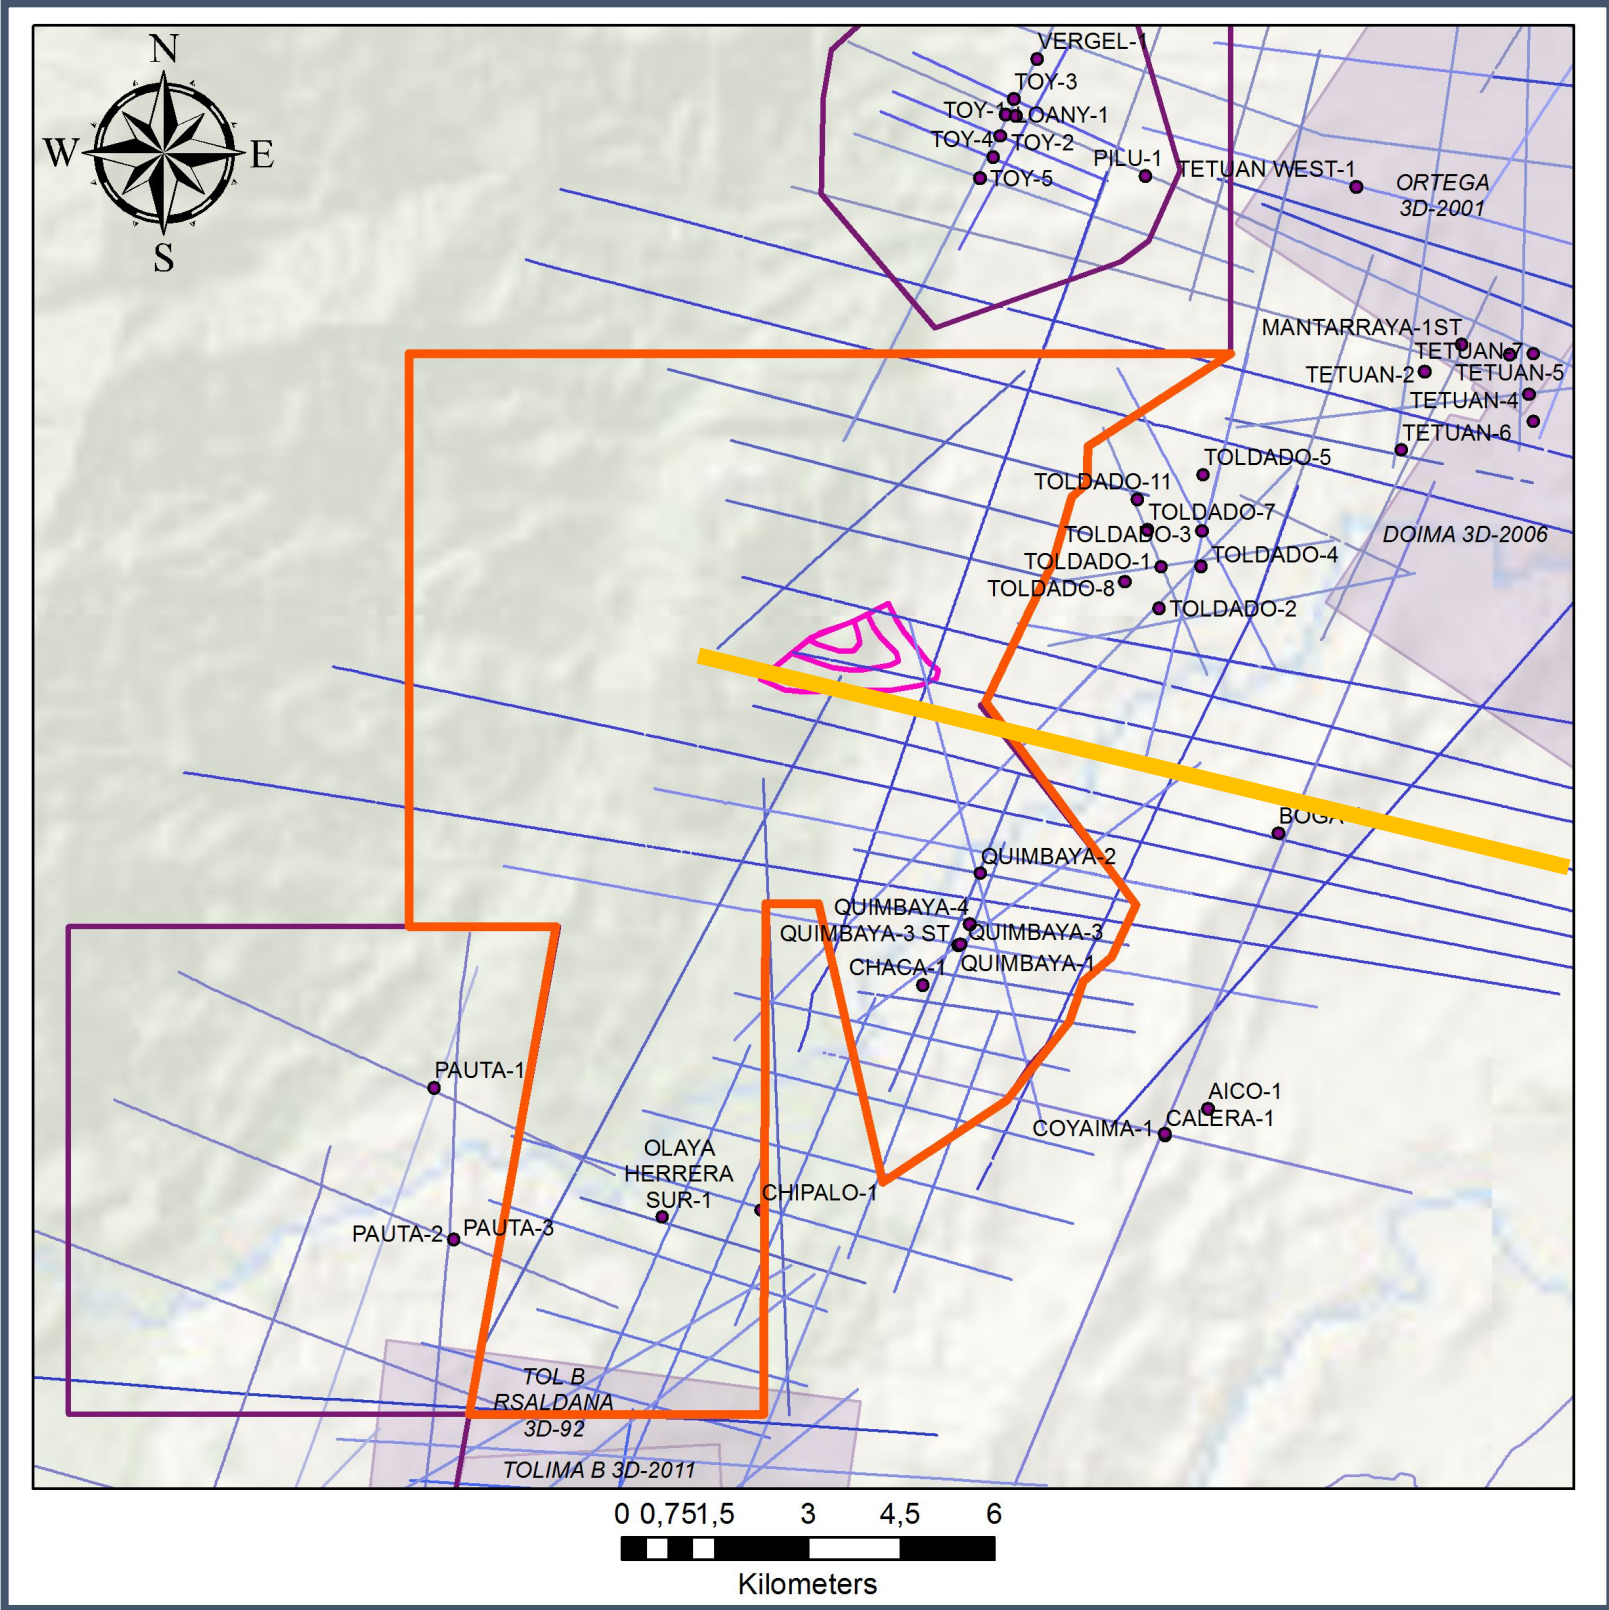 N
W
E
S
VERGEL-1
TOY-3
TOY-1
LOANY-1
TOY-4
TOY-2
TOY-5
PILU-1
TETUAN WEST-1
ORTEGA
3D-2001
MANTARRAYA-1ST
TETUAN-7
TETUAN-2
TETUAN-5
TETUAN-4
TETUAN-6
TOLDADO-5
TOLDADO-11
TOLDADO-7
TOLDADO-3
DOIMA 3D-2006
TOLDADO-1
TOLDADO-4
TOLDADO-8
TOLDADO-2
BOGA
QUIMBAYA-2
QUIMBAYA-4
QUIMBAYA-3 ST
QUIMBAYA-3
CHACA-1
QUIMBAYA-1
PAUTA-1
AICO-1
COYAIMA-1
CALERA-1
OLAYA
HERRERA
SUR-1
CHIPALO-1
PAUTA-2
PAUTA-3
TOL B
RSALDANA
3D-92
TOLIMA B 3D-2011
0 0,75 1,5 3 4,5 6
Kilometers